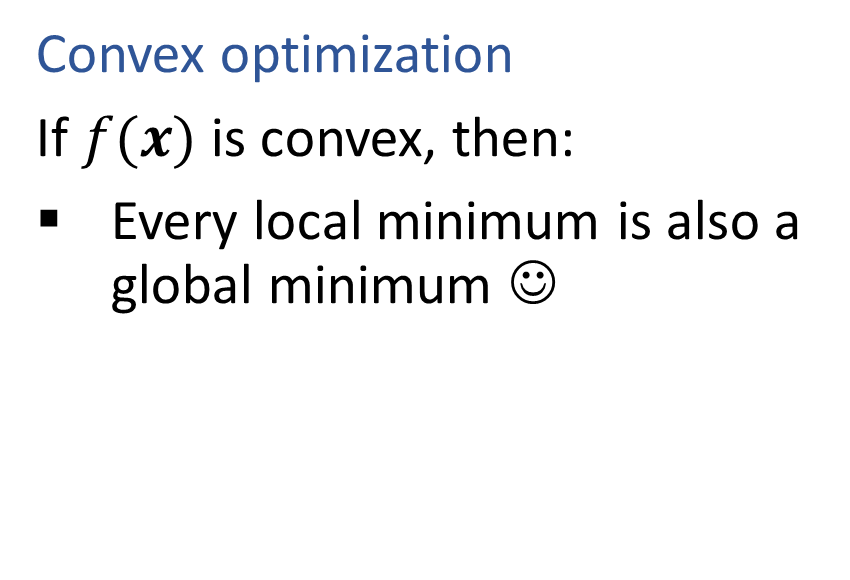 Convex optimization
If f(x) is convex, then:
▪ Every local minimum is also a
global minimum ☺